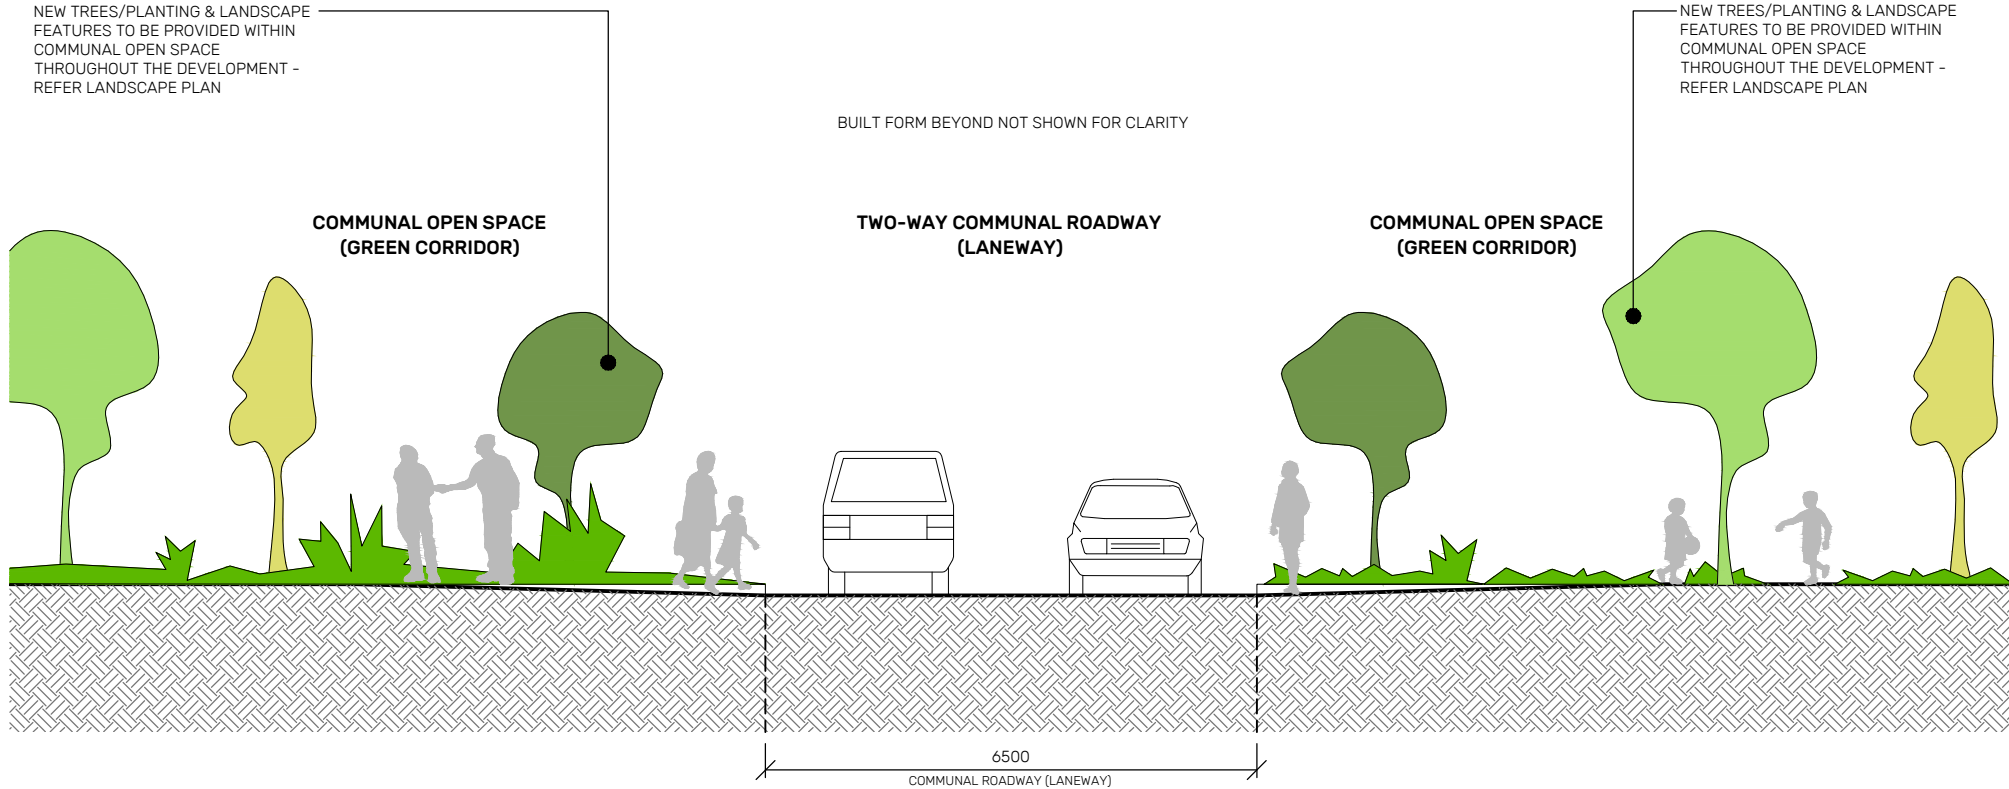 NEW TREES/PLANTING & LANDSCAPE
FEATURES TO BE PROVIDED WITHIN
COMMUNAL OPEN SPACE
THROUGHOUT THE DEVELOPMENT -
REFER LANDSCAPE PLAN
NEW TREES/PLANTING & LANDSCAPE
FEATURES TO BE PROVIDED WITHIN
COMMUNAL OPEN SPACE
THROUGHOUT THE DEVELOPMENT -
REFER LANDSCAPE PLAN
BUILT FORM BEYOND NOT SHOWN FOR CLARITY
COMMUNAL OPEN SPACE
(GREEN CORRIDOR)
TWO-WAY COMMUNAL ROADWAY
(LANEWAY)
COMMUNAL OPEN SPACE
(GREEN CORRIDOR)
6500
COMMUNAL ROADWAY (LANEWAY)